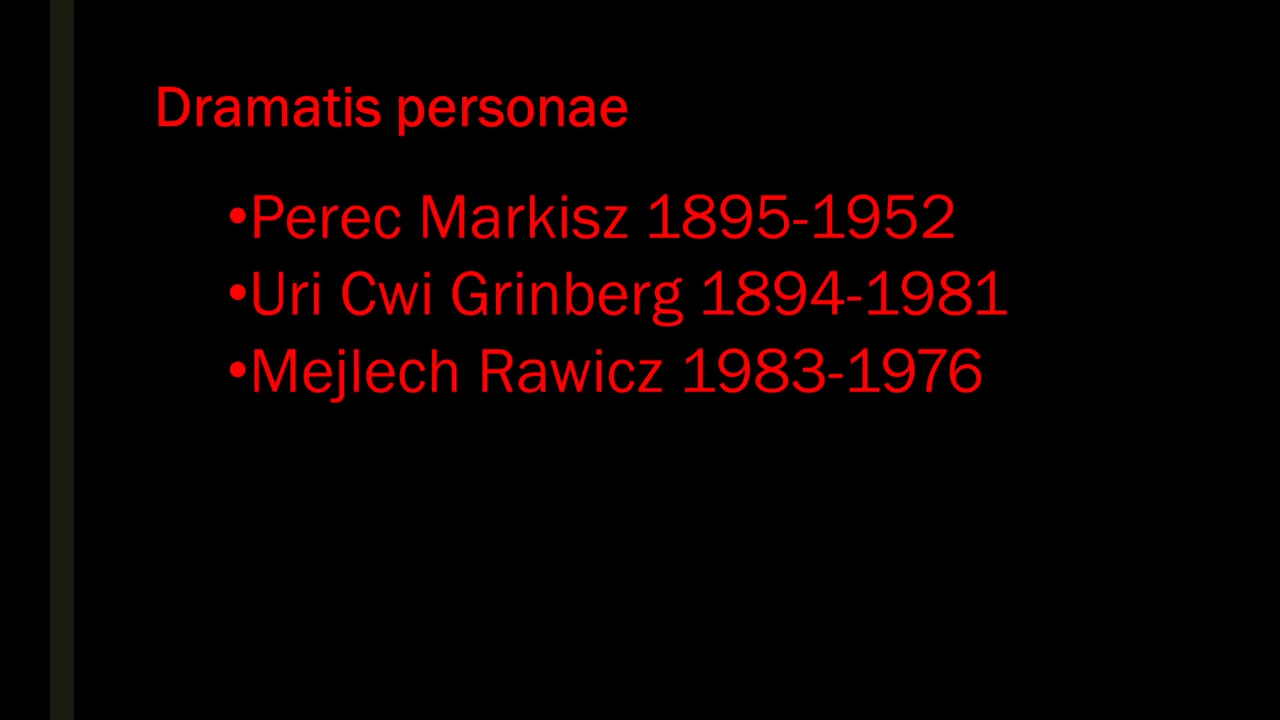 Dramatis personae
•Perec Markisz 1895-1952
•Uri Cwi Grinberg 1894-1981
•Mejlech Rawicz 1983-1976